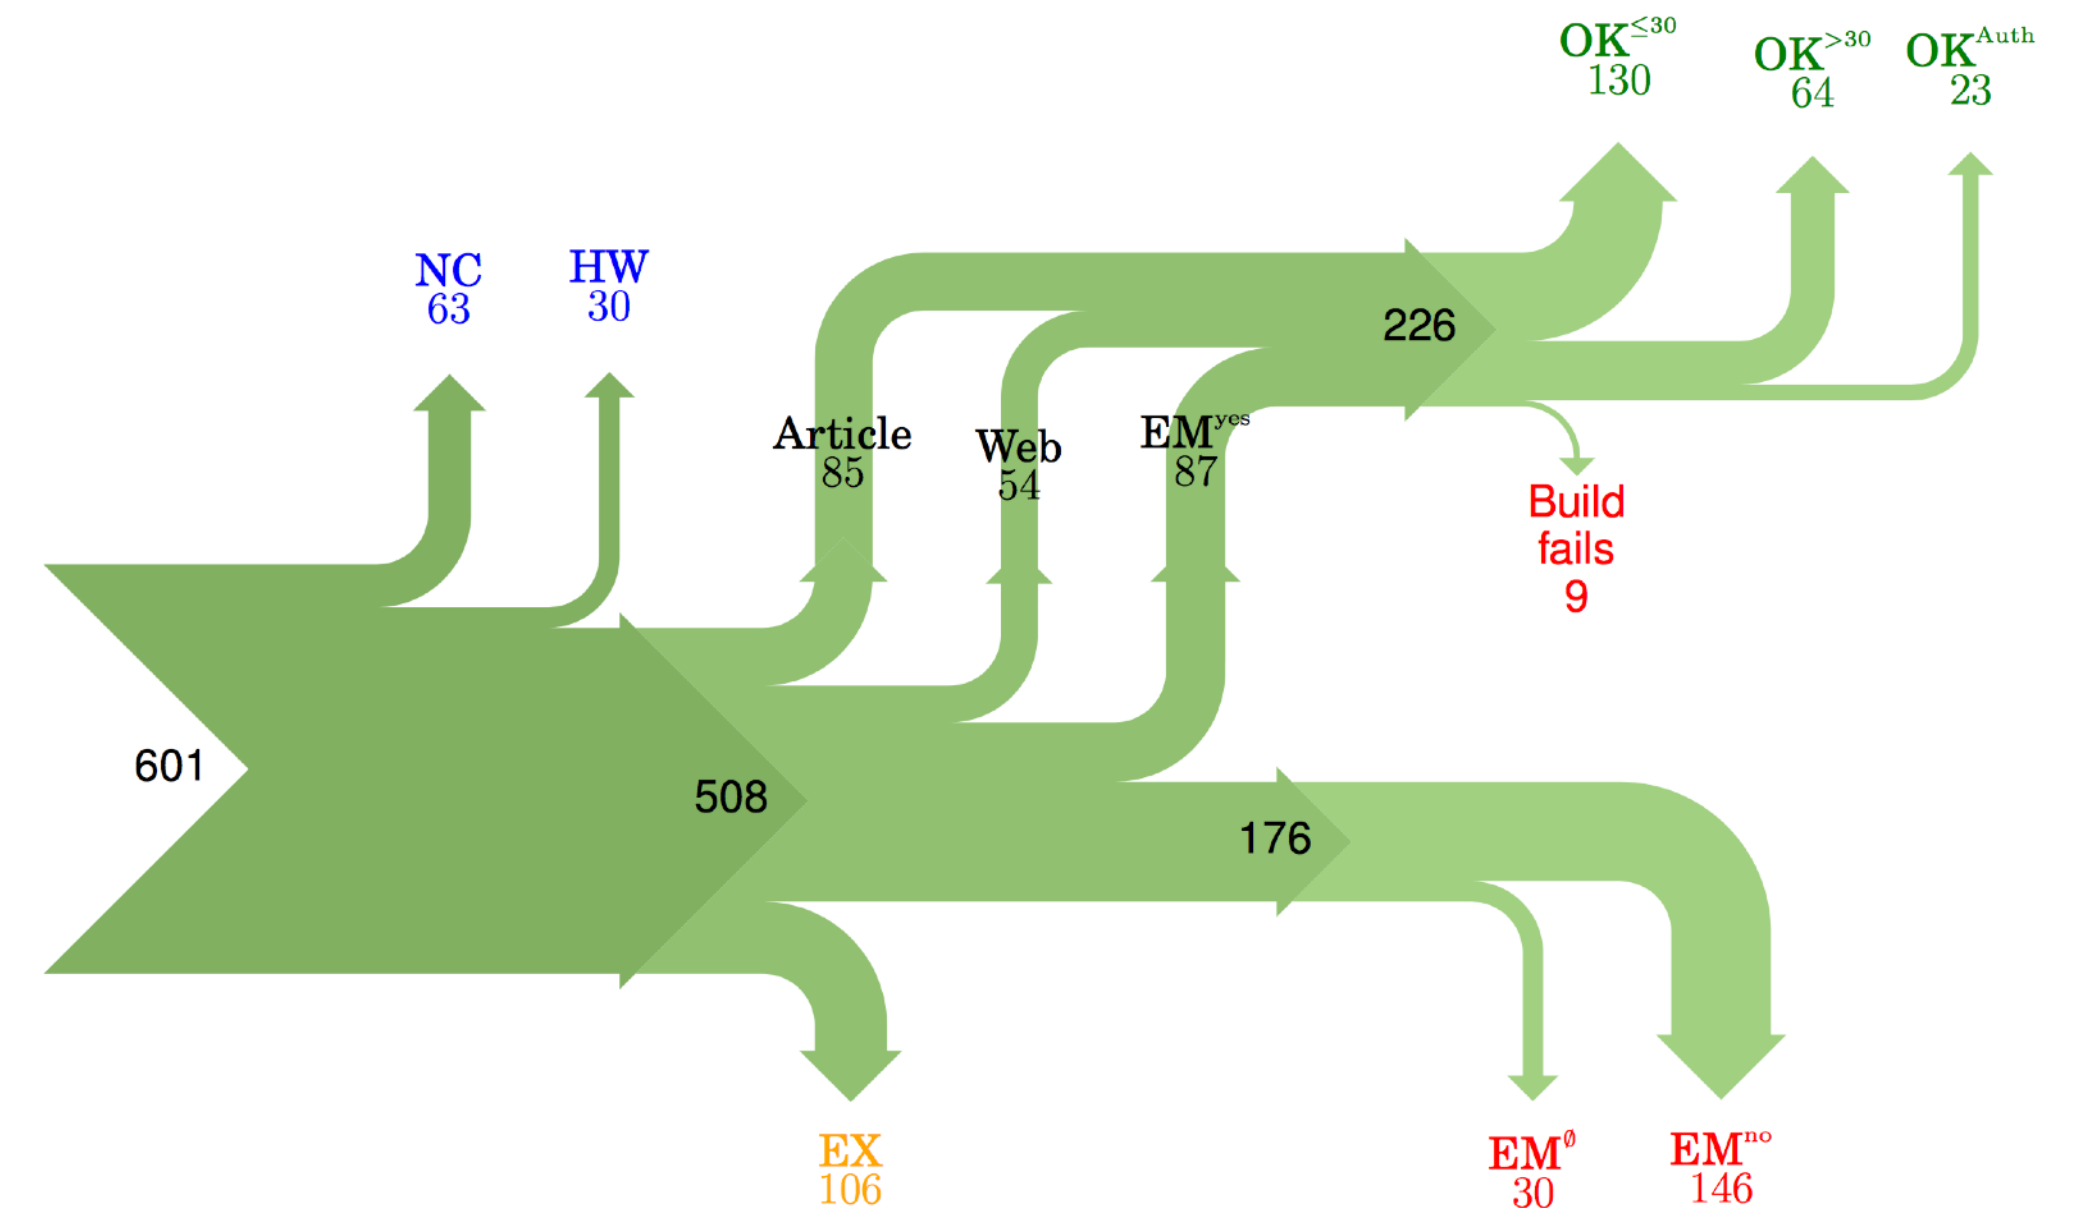 OK≤30
130
OK>30
64
OKAuth
23
NC
63
HW
30
226
Article
85
Web
54
EMyes
87
Build
fails
9
601
508
176
EX
106
EM∅
30
EMno
146